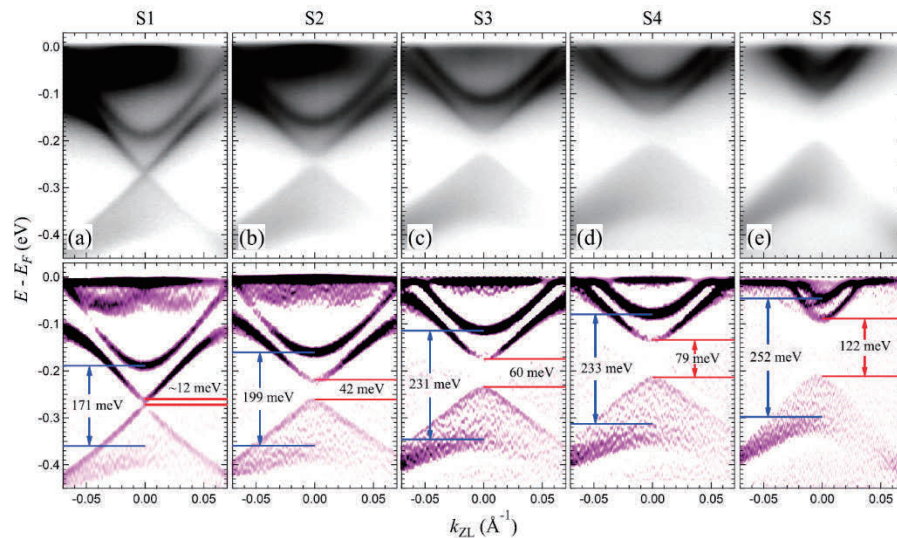 S1 S2 S3 S4 S5
0.0
-0.1
-0.2
-0.3
-0.4
E - E_F (eV)
(a) (b) (c) (d) (e)
0.0
-0.1
-0.2
-0.3
-0.4
171 meV ~12 meV
199 meV 42 meV
231 meV 60 meV
233 meV 79 meV
252 meV 122 meV
-0.05 0.00 0.05 -0.05 0.00 0.05 -0.05 0.00 0.05 -0.05 0.00 0.05 -0.05 0.00 0.05
k_ZL (Å⁻¹)